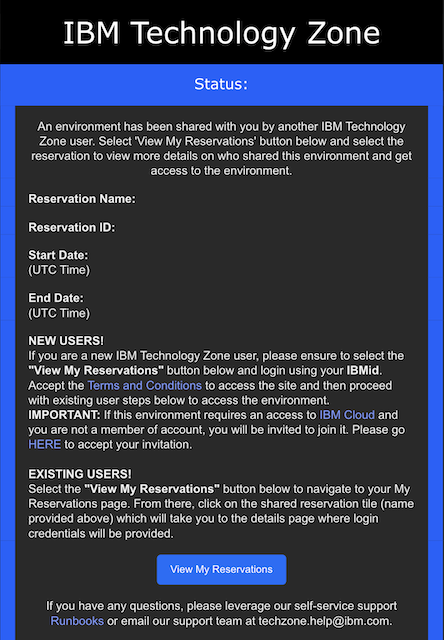 IBM Technology Zone
Status:
An environment has been shared with you by another IBM Technology
Zone user. Select 'View My Reservations' button below and select the
reservation to view more details on who shared this environment and get
access to the environment.
Reservation Name:
Reservation ID:
Start Date:
(UTC Time)
End Date:
(UTC Time)
NEW USERS!
If you are a new IBM Technology Zone user, please ensure to select the
"View My Reservations" button below and login using your IBMid.
Accept the Terms and Conditions to access the site and then proceed
with existing user steps below to access the environment.
IMPORTANT: If this environment requires an access to IBM Cloud and
you are not a member of account, you will be invited to join it. Please go
HERE to accept your invitation.
EXISTING USERS!
Select the "View My Reservations" button below to navigate to your My
Reservations page. From there, click on the shared reservation tile (name
provided above) which will take you to the details page where login
credentials will be provided.
View My Reservations
If you have any questions, please leverage our self-service support
Runbooks or email our support team at techzone.help@ibm.com.